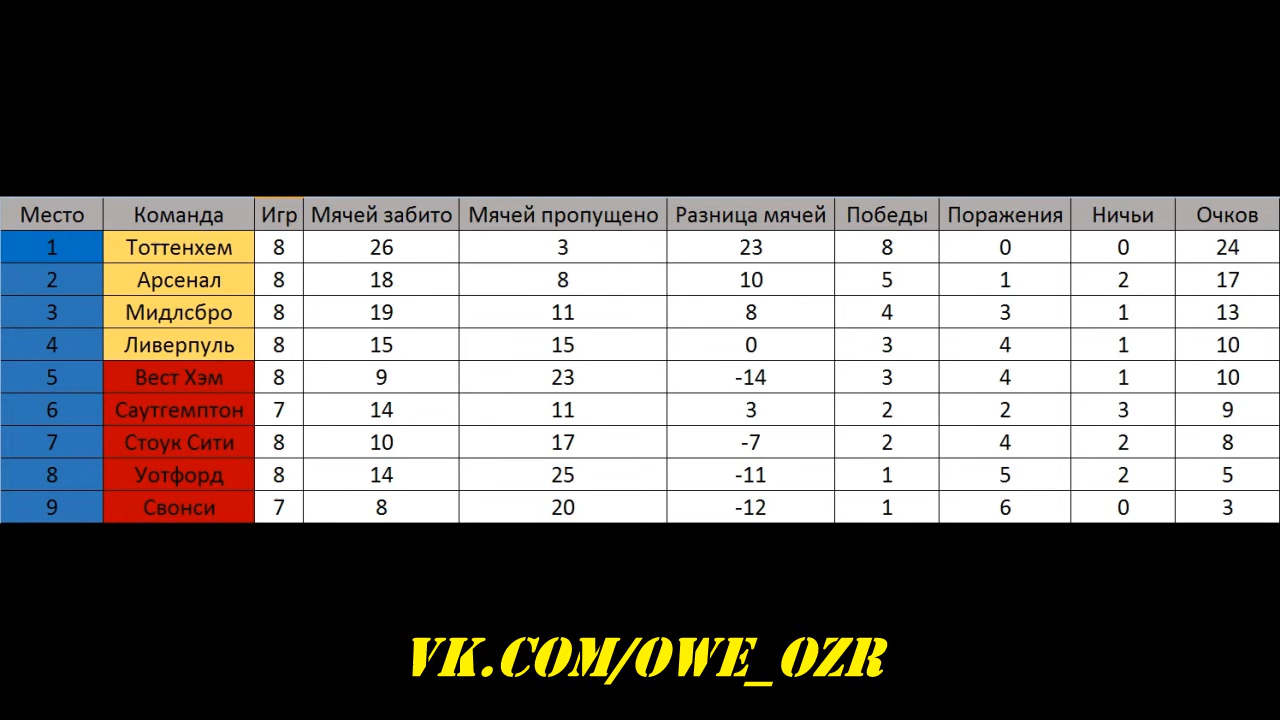 Место Команда Игр Мячей забито Мячей пропущено Разница мячей Победы Поражения Ничьи Очков
1 Тоттенхем 8 26 3 23 8 0 0 24
2 Арсенал 8 18 8 10 5 1 2 17
3 Мидлсбро 8 19 11 8 4 3 1 13
4 Ливерпуль 8 15 15 0 3 4 1 10
5 Вест Хэм 8 9 23 -14 3 4 1 10
6 Саутгемптон 7 14 11 3 2 2 3 9
7 Стоук Сити 8 10 17 -7 2 4 2 8
8 Уотфорд 8 14 25 -11 1 5 2 5
9 Свонси 7 8 20 -12 1 6 0 3
VK.COM/OWE_OZR